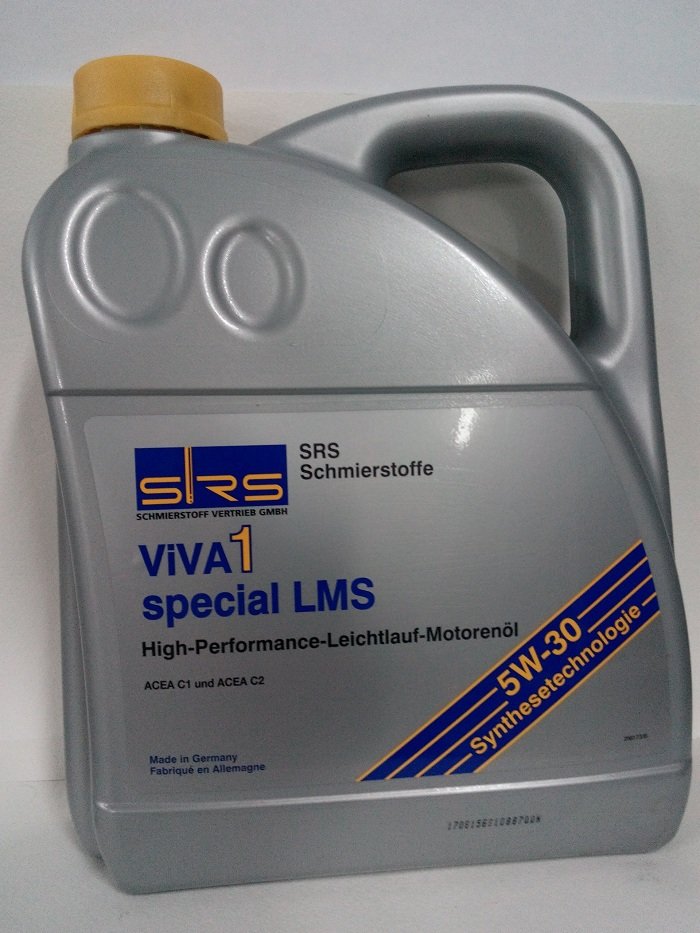 SRS
SCHMIERSTOFF VERTRIEB GMBH
SRS
Schmierstoffe
ViVA1
special LMS
High-Performance-Leichtlauf-Motorenöl
ACEA C1 und ACEA C2
5W-30
Synthesetechnologie
Made in Germany
Fabriqué en Allemagne